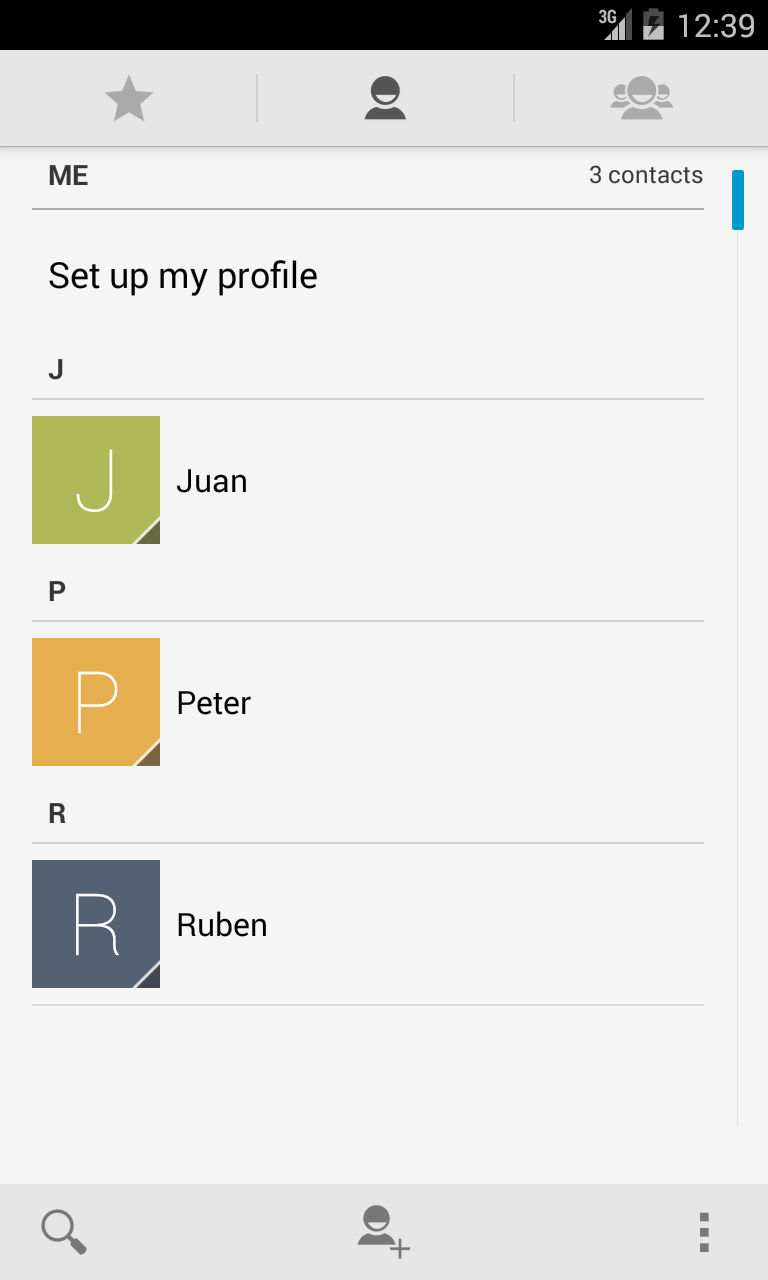 3G 12:39
ME 3 contacts
Set up my profile
J
J Juan
P
P Peter
R
R Ruben